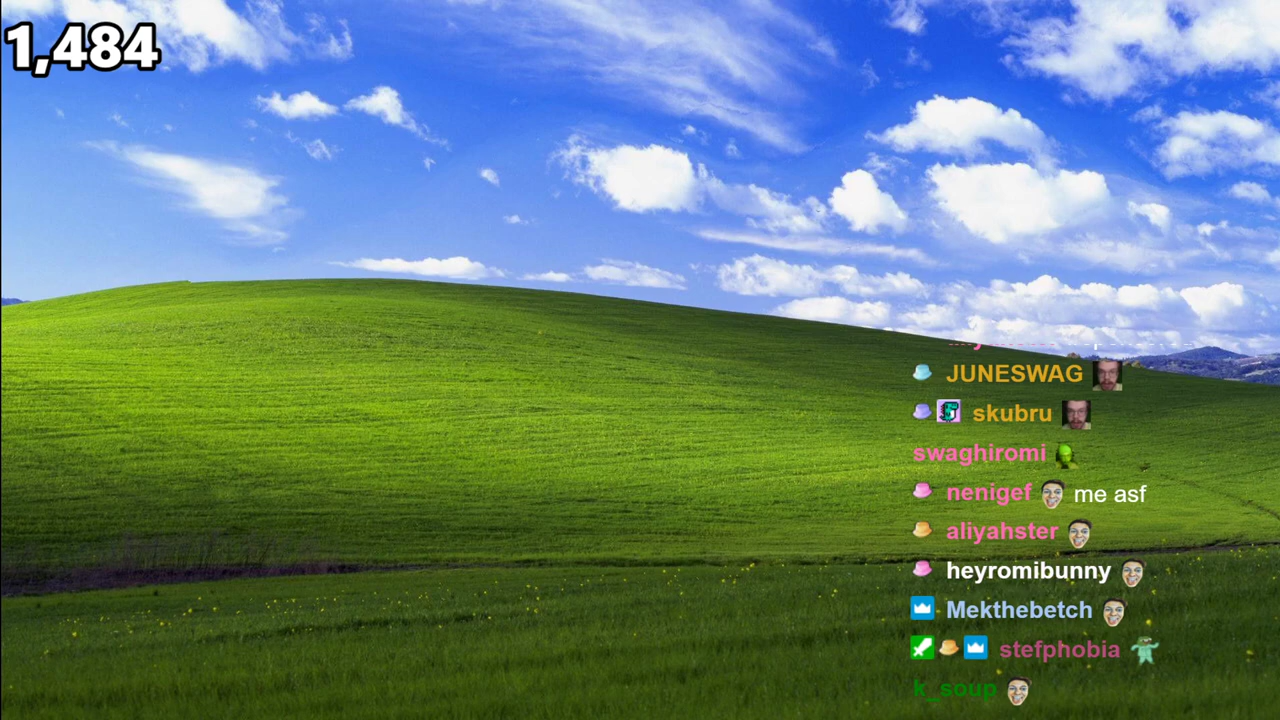 1,484
JUNESWAG
skubru
swaghiromi
nenigef me asf
aliyahster
heyromibunny
Mekthebetch
stefphobia
k_soup